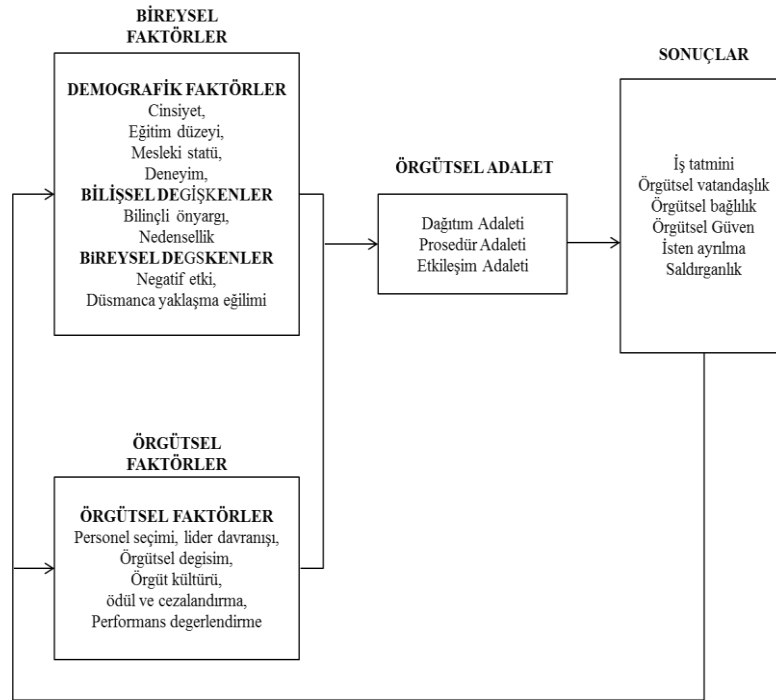 BİREYSEL
FAKTÖRLER
DEMOGRAFİK FAKTÖRLER
Cinsiyet,
Eğitim düzeyi,
Mesleki statü,
Deneyim,
BİLİŞSEL DEGİŞKENLER
Bilinçli önyargı,
Nedensellik
BiREYSEL DEGSKENLER
Negatif etki,
Düsmanca yaklaşma eğilimi
ÖRGÜTSEL
FAKTÖRLER
ÖRGÜTSEL FAKTÖRLER
Personel seçimi, lider davranışı,
Örgütsel degisim,
Örgüt kültürü,
ödül ve cezalandırma,
Performans degerlendirme
ÖRGÜTSEL ADALET
Dağıtım Adaleti
Prosedür Adaleti
Etkileşim Adaleti
SONUÇLAR
İş tatmini
Örgütsel vatandaşlık
Örgütsel bağlılık
Örgütsel Güven
İsten ayrılma
Saldırganlık